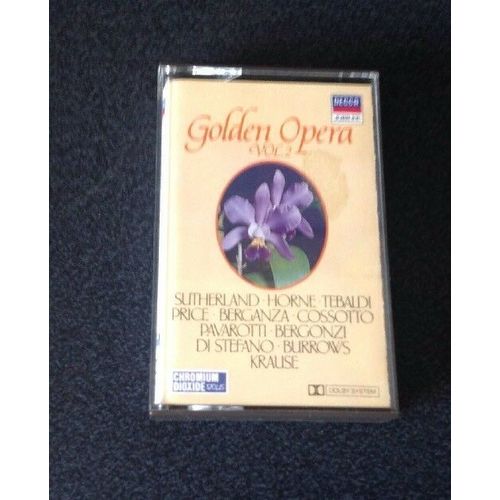 DECCA
Golden Opera
VOL. 2
SUTHERLAND · HORNE · TEBALDI
PRICE · BERGANZA · COSSOTTO
PAVAROTTI · BERGONZI
DI STEFANO · BURROWS
KRAUSE
CHROMIUM
DIOXIDE
DOLBY SYSTEM